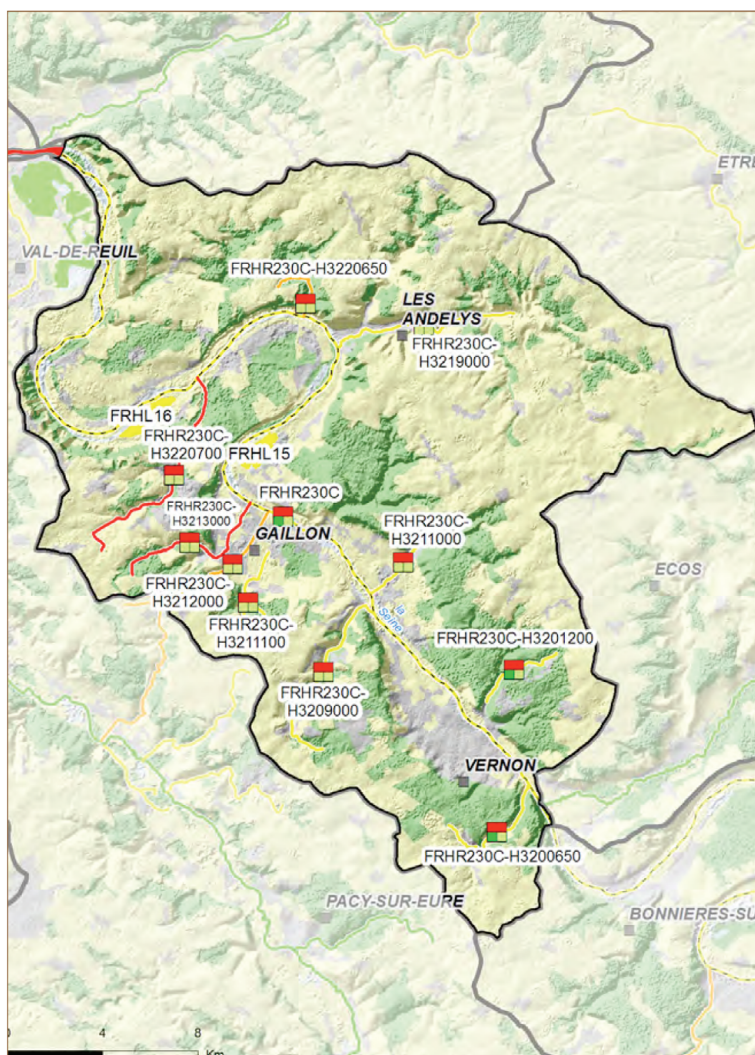 ETRE
VAL-DE-REUIL
FRHR230C-H3220650
LES
ANDELYS
FRHR230C-
H3219000
FRHL16
FRHR230C-
H3220700
FRHL15
FRHR230C-
H3213000
FRHR230C
GAILLON
FRHR230C-
H3211000
FRHR230C-
H3212000
FRHR230C-
H3211100
ECOS
la
Seine
FRHR230C-H3201200
FRHR230C-
H3209000
VERNON
FRHR230C-H3200650
PACY-SUR-EURE
BONNIERES-SU
0 4 8
Km